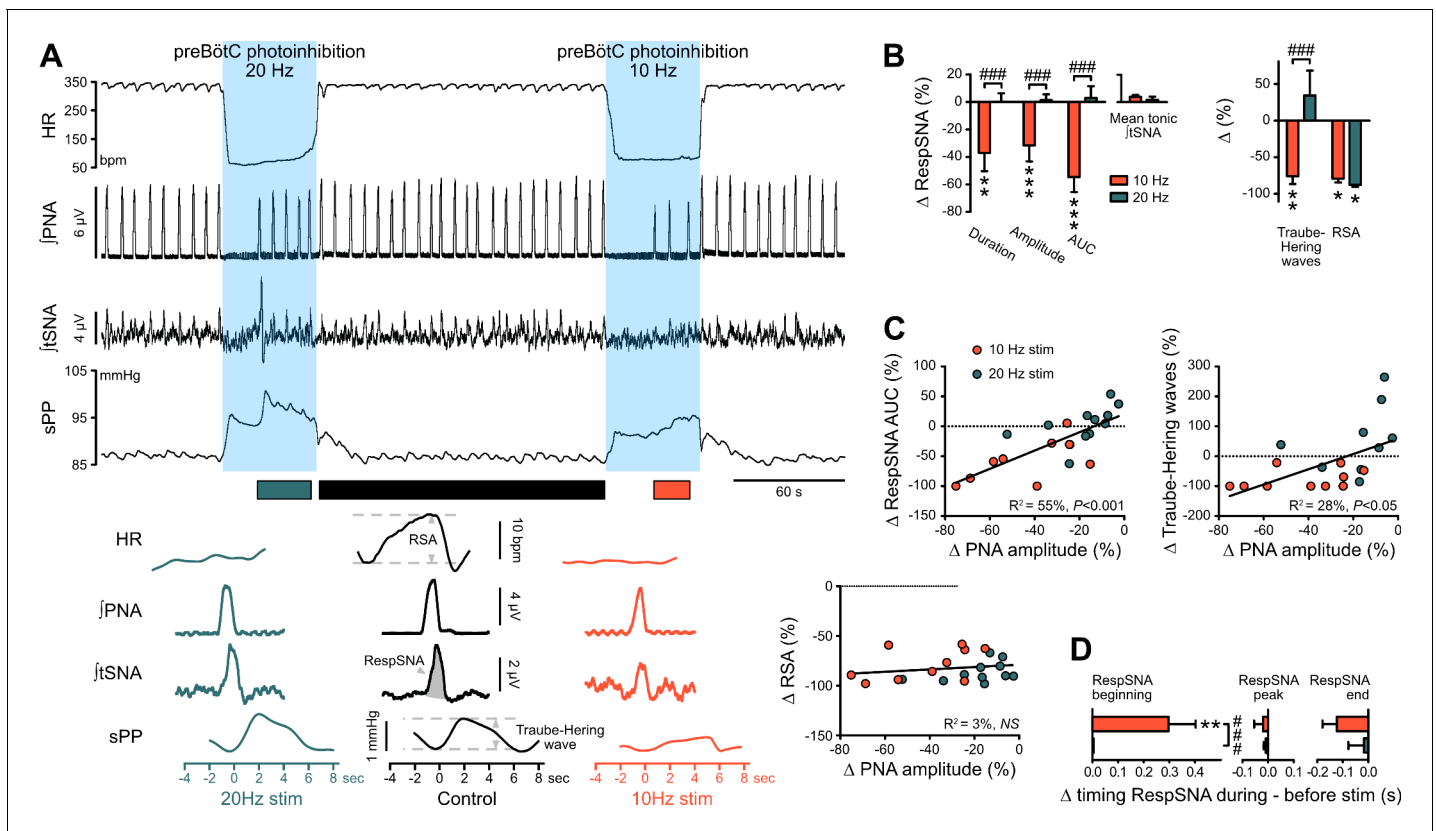 A
preBötC photoinhibition
20 Hz
preBötC photoinhibition
10 Hz
HR
350
250
150
50
bpm
∫PNA
6 µV
∫tSNA
4 µV
sPP
105
95
85
mmHg
60 s
HR
RSA
10 bpm
∫PNA
4 µV
∫tSNA
RespSNA
2 µV
sPP
1 mmHg
Traube-Hering
wave
-4 -2 0 2 4 6 8 sec
20Hz stim
-4 -2 0 2 4 6 8 sec
Control
-4 -2 0 2 4 6 8 sec
10Hz stim
B
Δ RespSNA (%)
20
0
-20
-40
-60
-80
###
###
###
**
***
***
Duration
Amplitude
AUC
Mean tonic
∫tSNA
10 Hz
20 Hz
Δ (%)
50
0
-50
-100
###
**
*
*
Traube-
Hering
waves
RSA
C
10 Hz stim
20 Hz stim
Δ RespSNA AUC (%)
100
50
0
-50
-100
-150
R² = 55%, P<0.001
-80 -60 -40 -20 0
Δ PNA amplitude (%)
Δ Traube-Hering waves (%)
300
200
100
0
-100
-200
R² = 28%, P<0.05
-80 -60 -40 -20 0
Δ PNA amplitude (%)
Δ RSA (%)
0
-50
-100
-150
R² = 3%, NS
-80 -60 -40 -20 0
Δ PNA amplitude (%)
D
RespSNA
beginning
RespSNA
peak
RespSNA
end
**
###
0.0 0.1 0.2 0.3 0.4
-0.1 0.0 0.1
-0.2 -0.1 0.0
Δ timing RespSNA during - before stim (s)